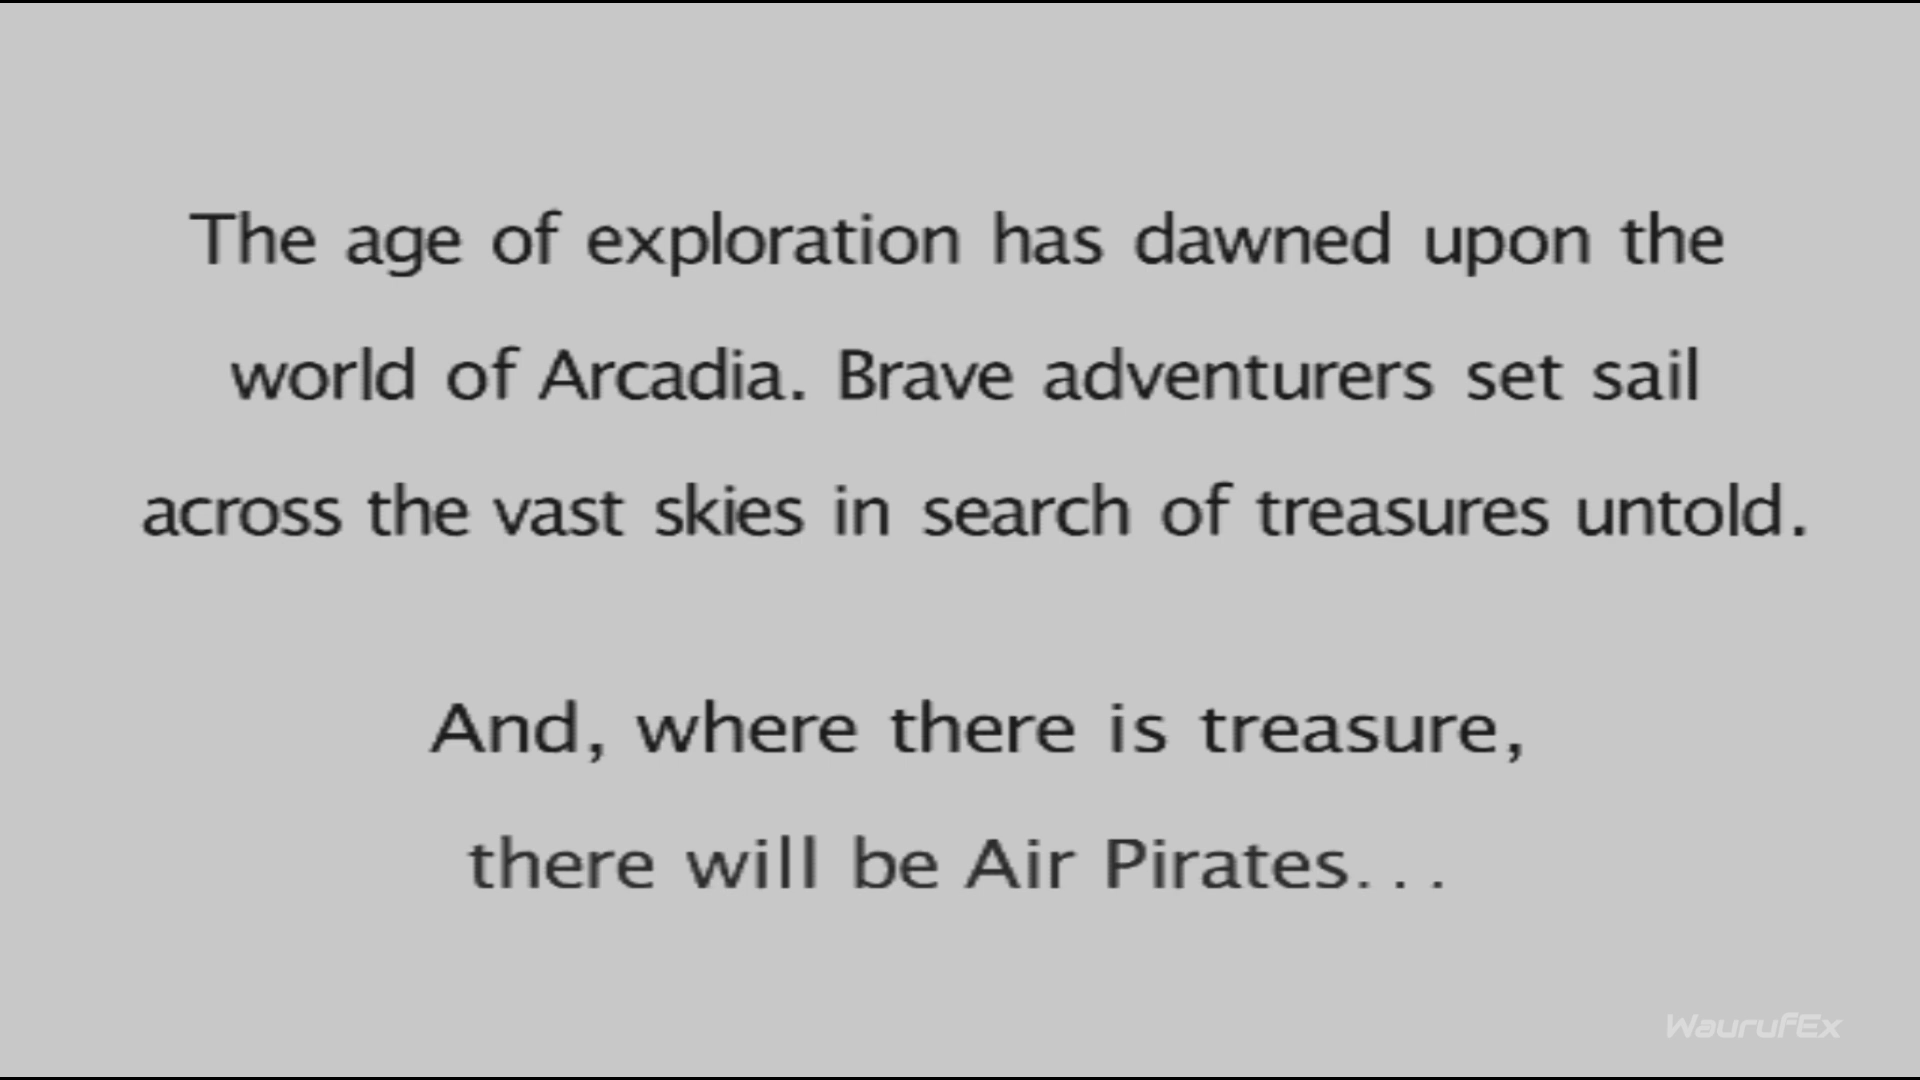 The age of exploration has dawned upon the
world of Arcadia. Brave adventurers set sail
across the vast skies in search of treasures untold.
And, where there is treasure,
there will be Air Pirates...
WaurufEx